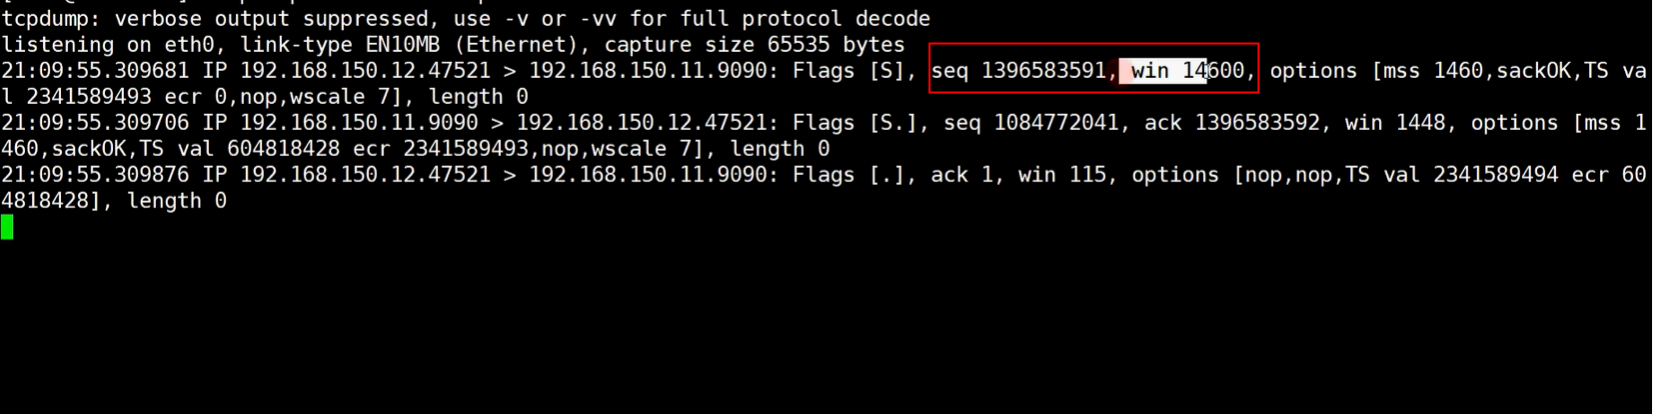 tcpdump: verbose output suppressed, use -v or -vv for full protocol decode
listening on eth0, link-type EN10MB (Ethernet), capture size 65535 bytes
21:09:55.309681 IP 192.168.150.12.47521 > 192.168.150.11.9090: Flags [S], seq 1396583591, win 14600, options [mss 1460,sackOK,TS va
l 2341589493 ecr 0,nop,wscale 7], length 0
21:09:55.309706 IP 192.168.150.11.9090 > 192.168.150.12.47521: Flags [S.], seq 1084772041, ack 1396583592, win 1448, options [mss 1
460,sackOK,TS val 604818428 ecr 2341589493,nop,wscale 7], length 0
21:09:55.309876 IP 192.168.150.12.47521 > 192.168.150.11.9090: Flags [.], ack 1, win 115, options [nop,nop,TS val 2341589494 ecr 60
4818428], length 0